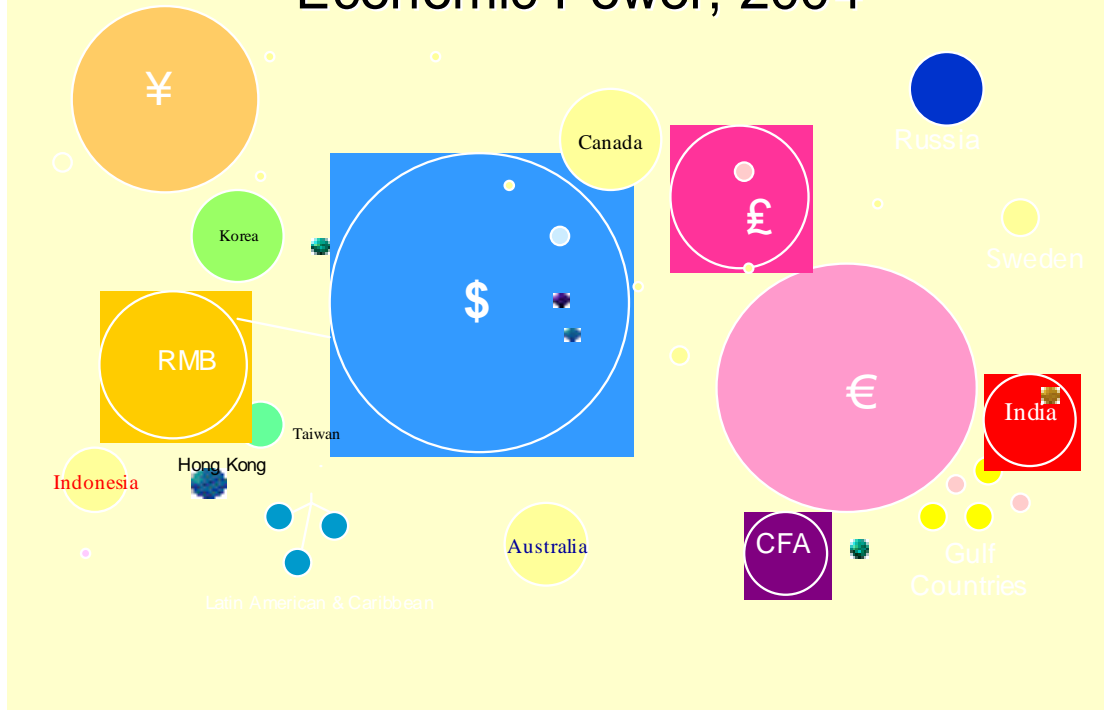 Economic Power, 2004
¥
Canada
Russia
£
Korea
Sweden
$
RMB
€
India
Taiwan
Hong Kong
Indonesia
Australia
CFA
Gulf
Countries
Latin American & Caribbean